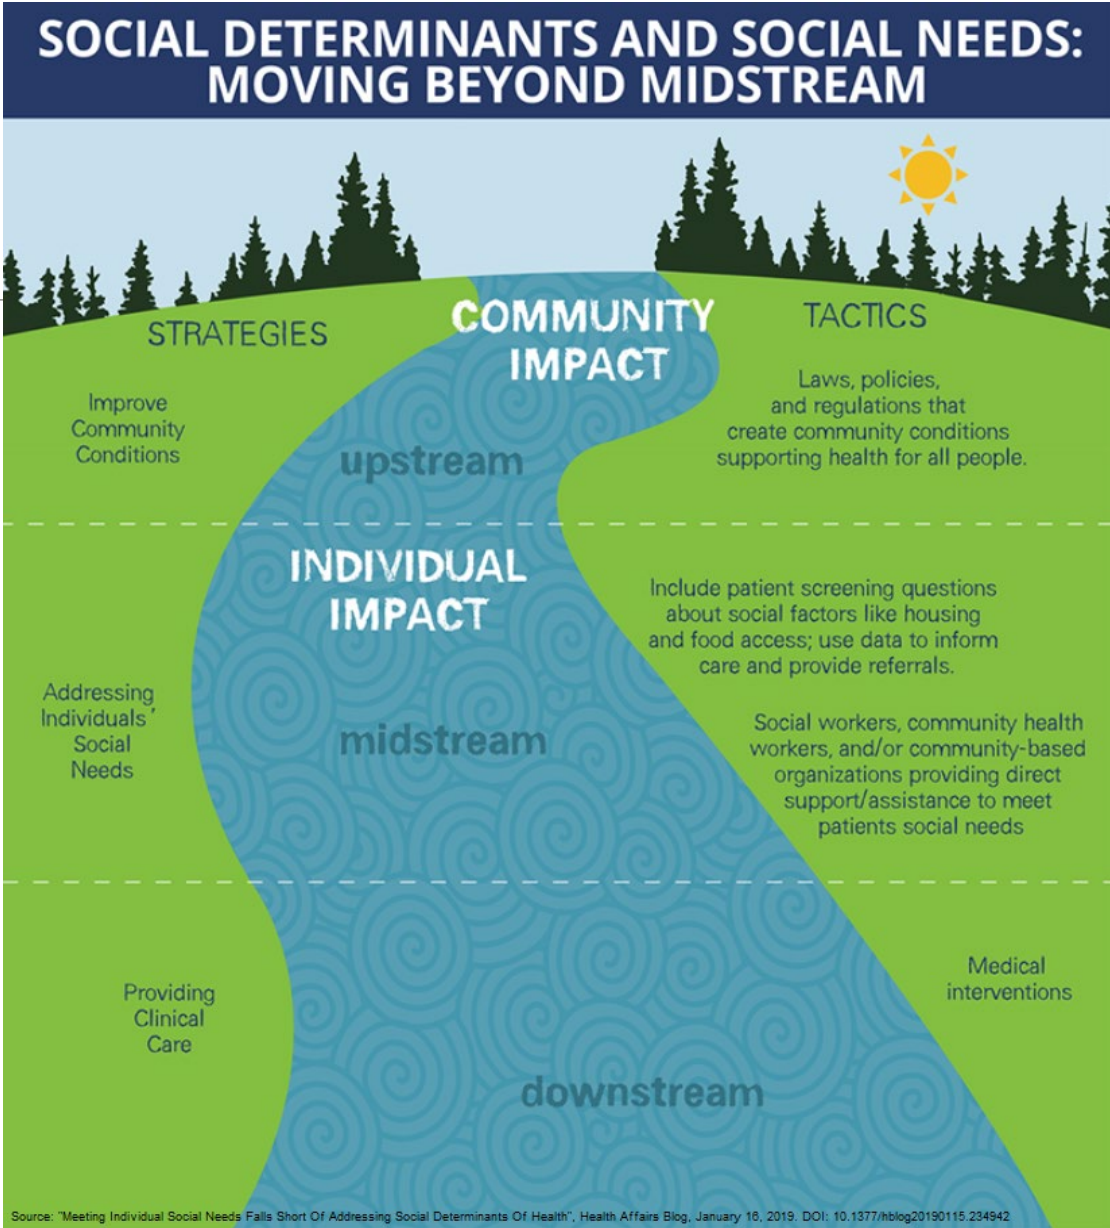 SOCIAL DETERMINANTS AND SOCIAL NEEDS:
MOVING BEYOND MIDSTREAM
STRATEGIES
COMMUNITY
IMPACT
TACTICS
Improve
Community
Conditions
upstream
Laws, policies,
and regulations that
create community conditions
supporting health for all people.
INDIVIDUAL
IMPACT
Include patient screening questions
about social factors like housing
and food access; use data to inform
care and provide referrals.
Addressing
Individuals'
Social
Needs
midstream
Social workers, community health
workers, and/or community-based
organizations providing direct
support/assistance to meet
patients social needs
Providing
Clinical
Care
Medical
interventions
downstream
Source: "Meeting Individual Social Needs Falls Short Of Addressing Social Determinants Of Health", Health Affairs Blog, January 16, 2019. DOI: 10.1377/hblog20190115.234942